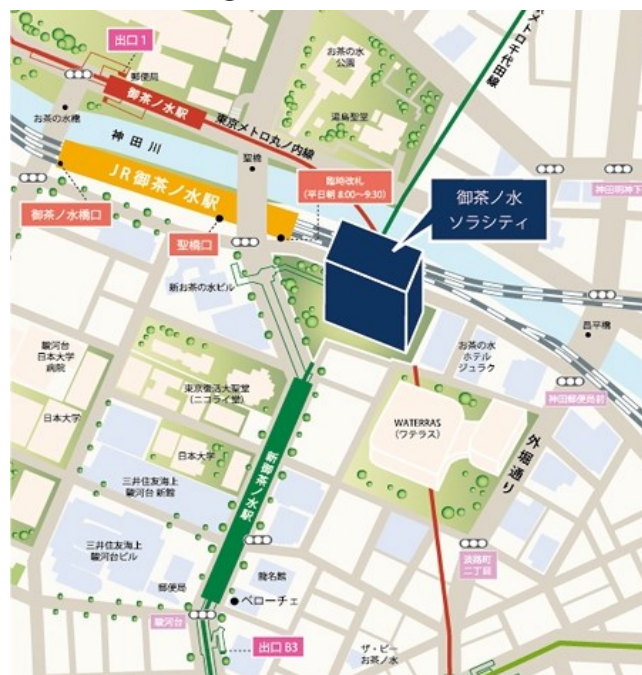 出口1
郵便局
お茶の水橋
御茶ノ水駅
東京メトロ丸ノ内線
お茶の水
公園
湯島聖堂
メトロ千代田線
神田川
聖橋
JR御茶ノ水駅
臨時改札
(平日朝 8:00〜9:30)
御茶ノ水
ソラシティ
神田明神下
御茶ノ水橋口
聖橋口
新お茶の水ビル
昌平橋
駿河台
日本大学
病院
東京復活大聖堂
(ニコライ堂)
お茶の水
ホテル
ジュラク
神田郵便局前
日本大学
日本大学
WATERRAS
(ワテラス)
外堀通り
新御茶ノ水駅
三井住友海上
駿河台 新館
三井住友海上
駿河台ビル
郵便局
龍名館
淡路町
二丁目
駿河台
ベローチェ
出口 B3
ザ・ビー
お茶の水